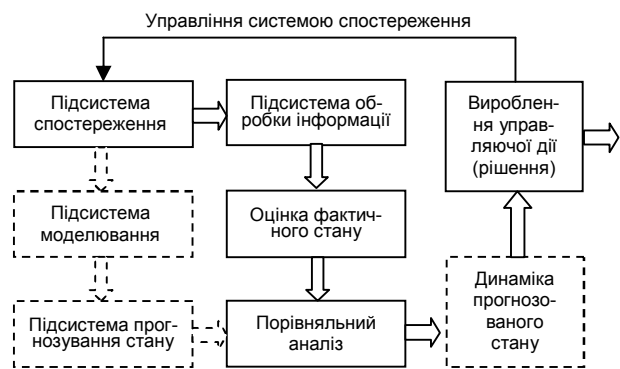 Управління системою спостереження
Підсистема
спостереження
Підсистема об-
робки інформації
Вироблен-
ня управ-
ляючої дії
(рішення)
Підсистема
моделювання
Оцінка фактич-
ного стану
Підсистема прог-
нозування стану
Порівняльний
аналіз
Динаміка
прогнозо-
ваного
стану